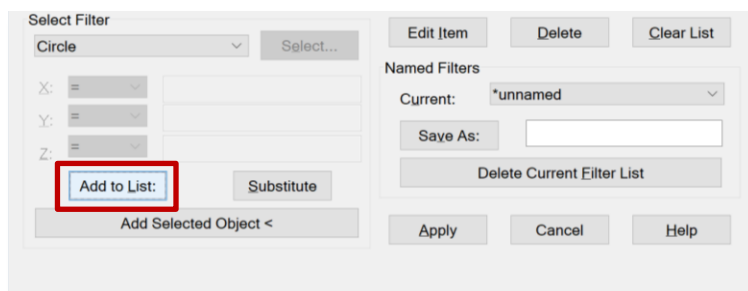 Select Filter
Circle
Select...
X: =
Y: =
Z: =
Add to List:
Substitute
Add Selected Object <
Edit Item
Delete
Clear List
Named Filters
Current:
*unnamed
Save As:
Delete Current Filter List
Apply
Cancel
Help